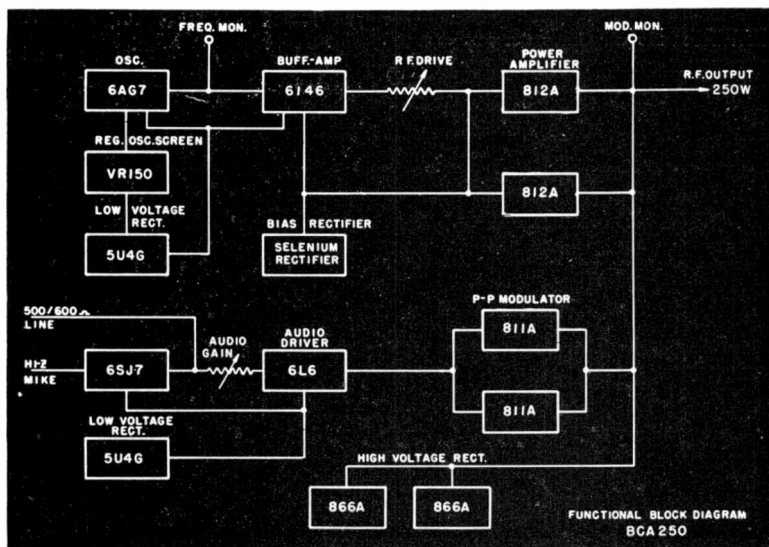 FREQ. MON.
MOD. MON.
OSC.
BUFF.-AMP
R F. DRIVE
POWER
AMPLIFIER
R.F. OUTPUT
250W
6AG7
6146
812A
REG. OSC. SCREEN
VR150
812A
LOW VOLTAGE
RECT.
5U4G
BIAS RECTIFIER
SELENIUM
RECTIFIER
500/600 ~
LINE
P-P MODULATOR
811A
AUDIO
GAIN
AUDIO
DRIVER
HI-Z
MIKE
6SJ7
6L6
811A
LOW VOLTAGE
RECT.
5U4G
HIGH VOLTAGE RECT.
866A
866A
FUNCTIONAL BLOCK DIAGRAM
BCA 250